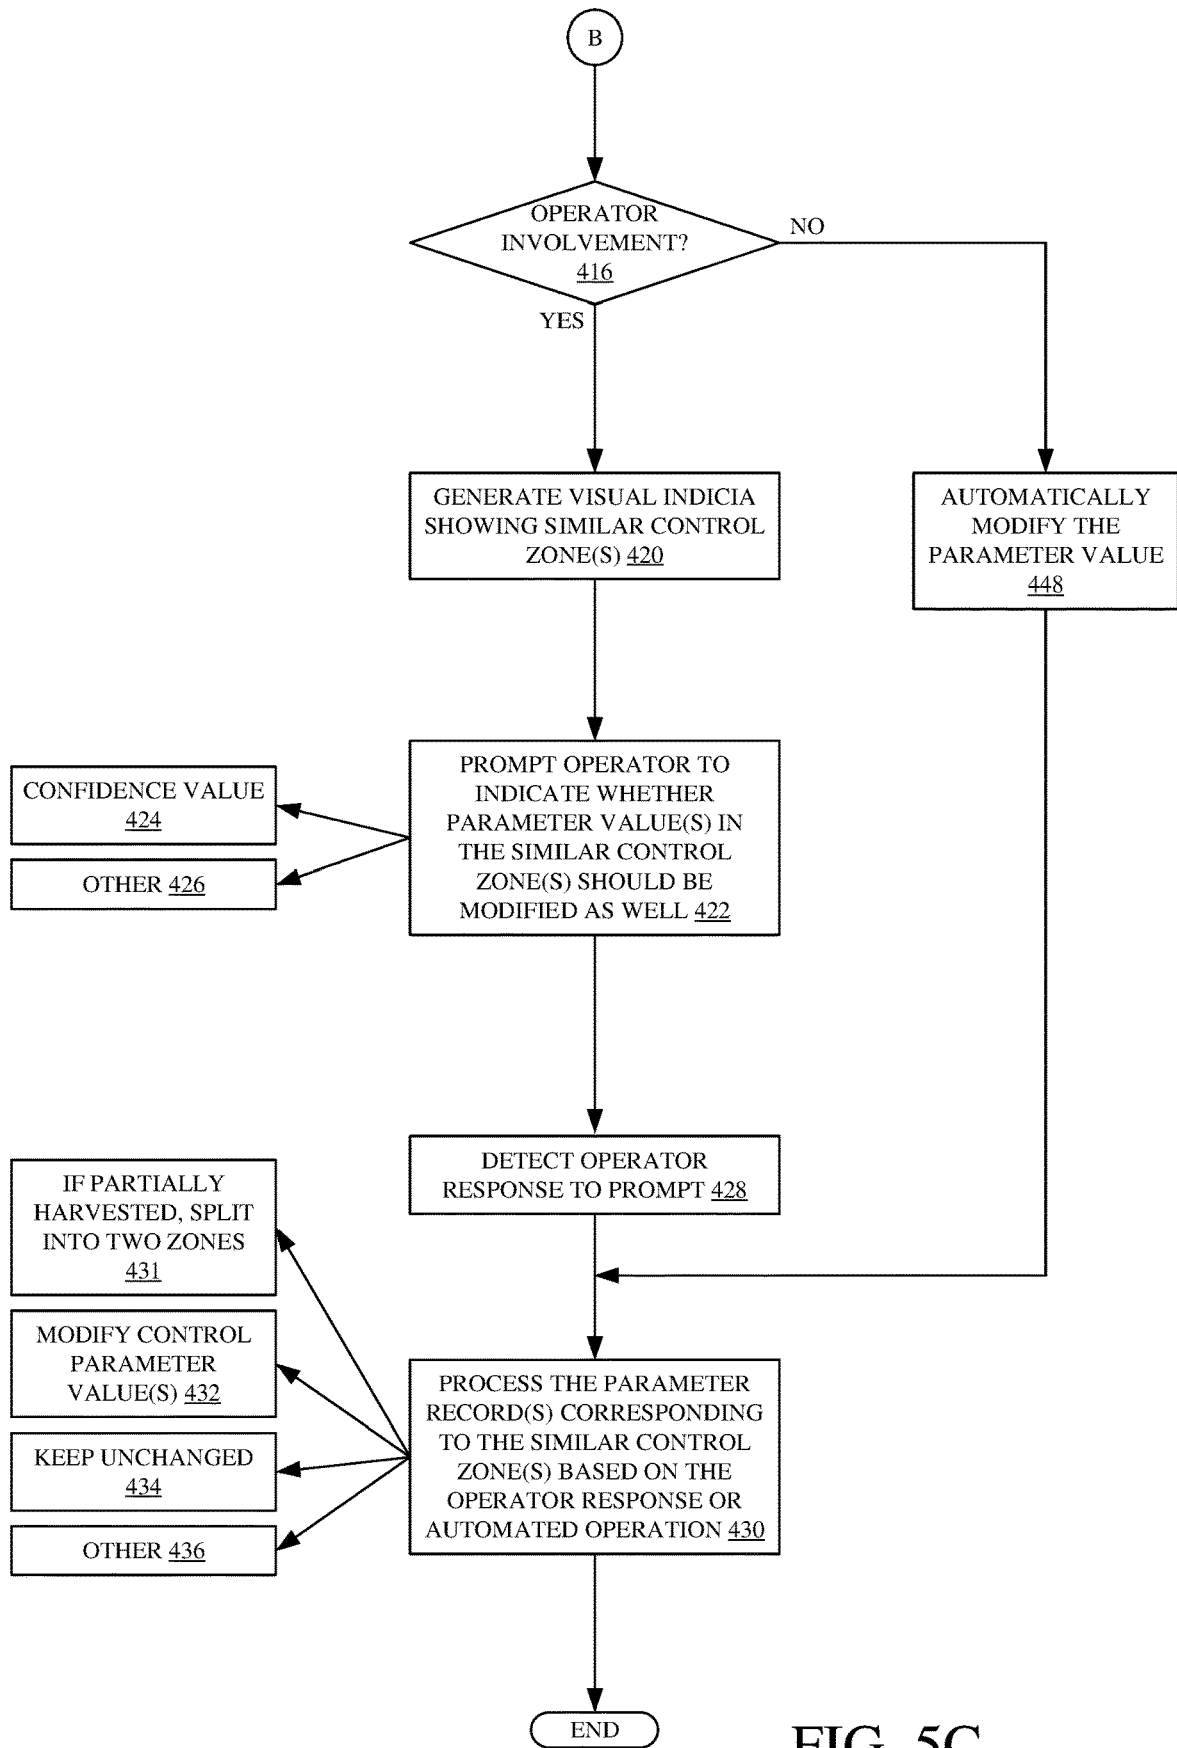 B
OPERATOR
INVOLVEMENT?
416
NO
YES
GENERATE VISUAL INDICIA
SHOWING SIMILAR CONTROL
ZONE(S) 420
AUTOMATICALLY
MODIFY THE
PARAMETER VALUE
448
PROMPT OPERATOR TO
INDICATE WHETHER
PARAMETER VALUE(S) IN
THE SIMILAR CONTROL
ZONE(S) SHOULD BE
MODIFIED AS WELL 422
CONFIDENCE VALUE
424
OTHER 426
DETECT OPERATOR
RESPONSE TO PROMPT 428
IF PARTIALLY
HARVESTED, SPLIT
INTO TWO ZONES
431
MODIFY CONTROL
PARAMETER
VALUE(S) 432
KEEP UNCHANGED
434
OTHER 436
PROCESS THE PARAMETER
RECORD(S) CORRESPONDING
TO THE SIMILAR CONTROL
ZONE(S) BASED ON THE
OPERATOR RESPONSE OR
AUTOMATED OPERATION 430
END
FIG. 5C